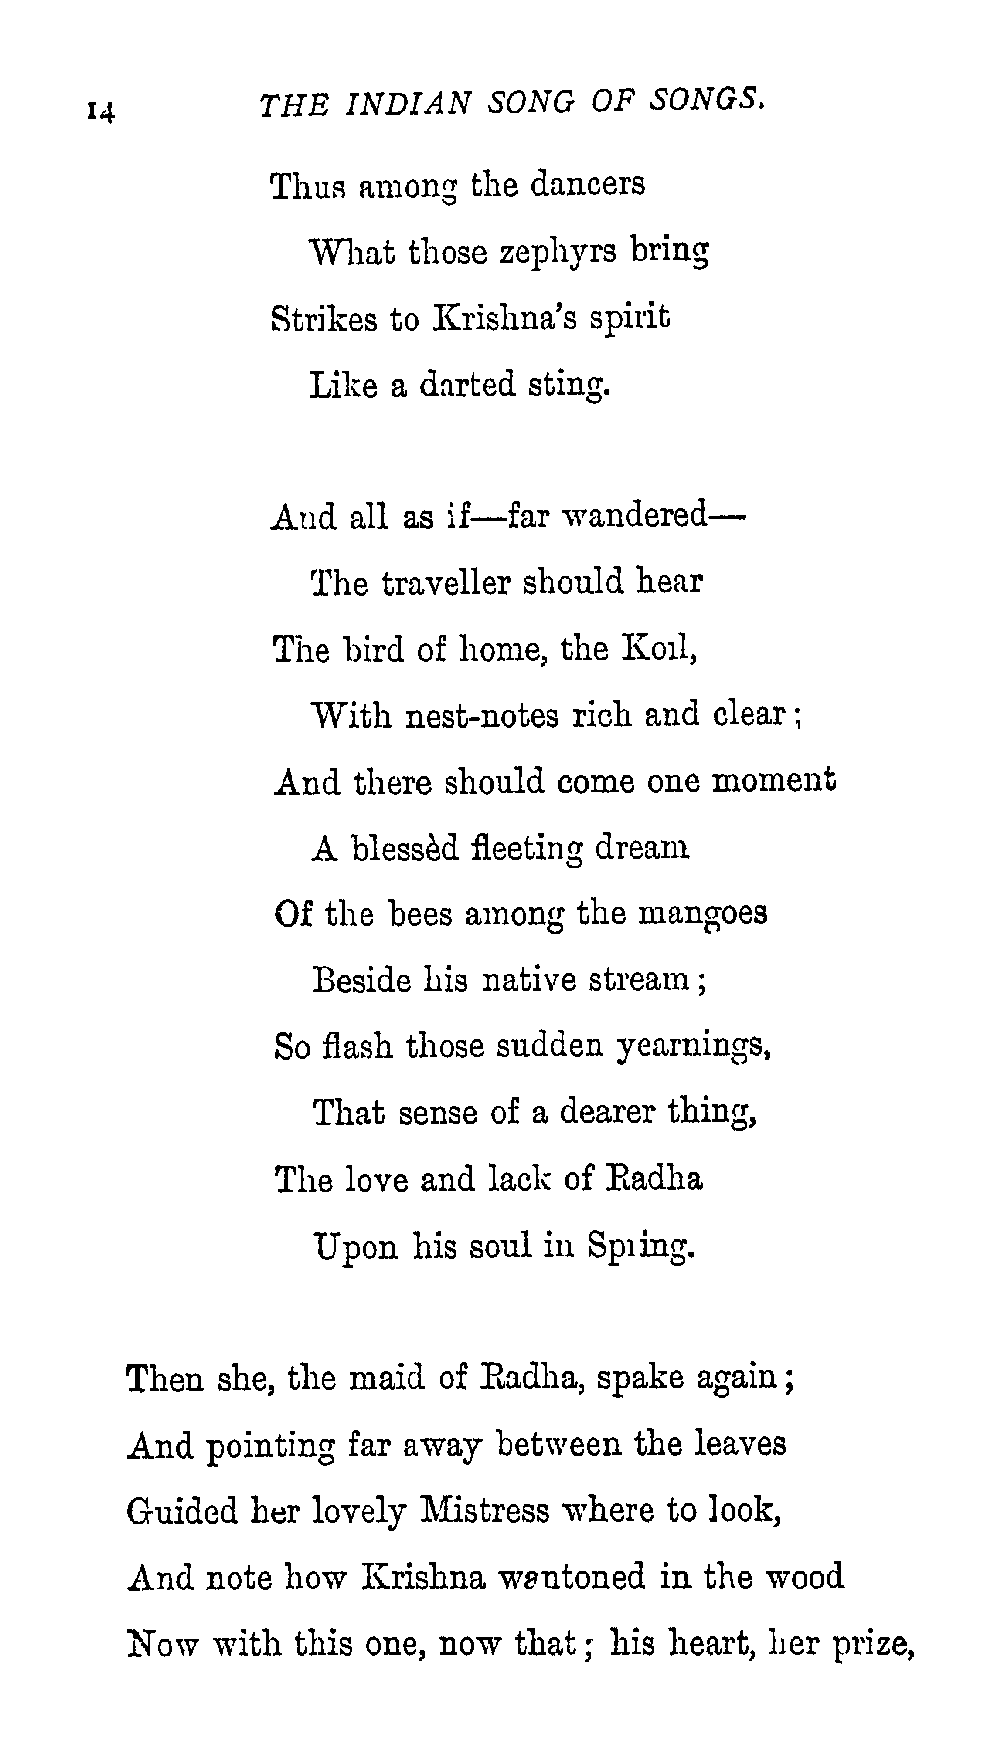 14 THE INDIAN SONG OF SONGS.
Thus among the dancers
What those zephyrs bring
Strikes to Krishna's spirit
Like a darted sting.
And all as if—far wandered—
The traveller should hear
The bird of home, the Koïl,
With nest-notes rich and clear;
And there should come one moment
A blessèd fleeting dream
Of the bees among the mangoes
Beside his native stream;
So flash those sudden yearnings,
That sense of a dearer thing,
The love and lack of Radha
Upon his soul in Spring.
Then she, the maid of Radha, spake again;
And pointing far away between the leaves
Guided her lovely Mistress where to look,
And note how Krishna wantoned in the wood
Now with this one, now that; his heart, her prize,